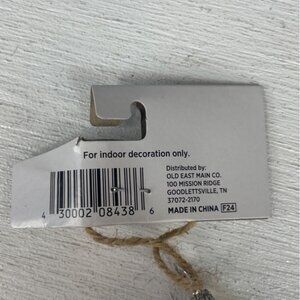 For indoor decoration only.
Distributed by:
OLD EAST MAIN CO.
100 MISSION RIDGE
GOODLETTSVILLE, TN
37072-2170
MADE IN CHINA F24
4 30002 08438 6